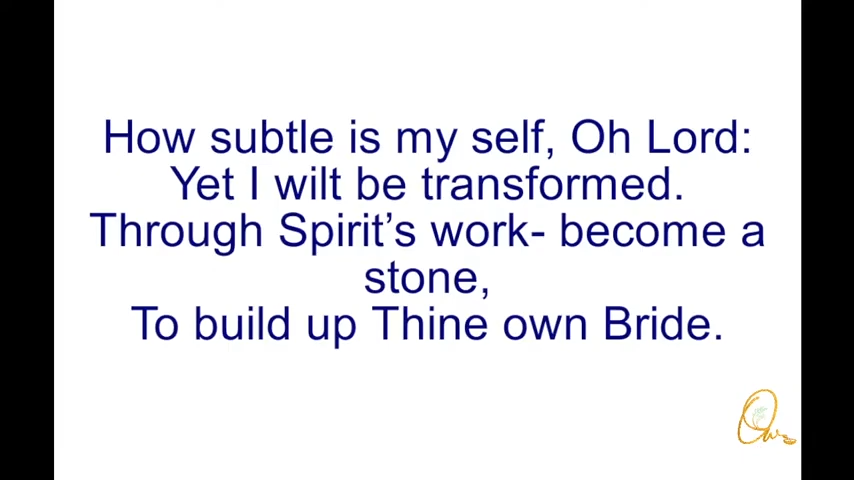 How subtle is my self, Oh Lord:
Yet I wilt be transformed.
Through Spirit’s work- become a
stone,
To build up Thine own Bride.